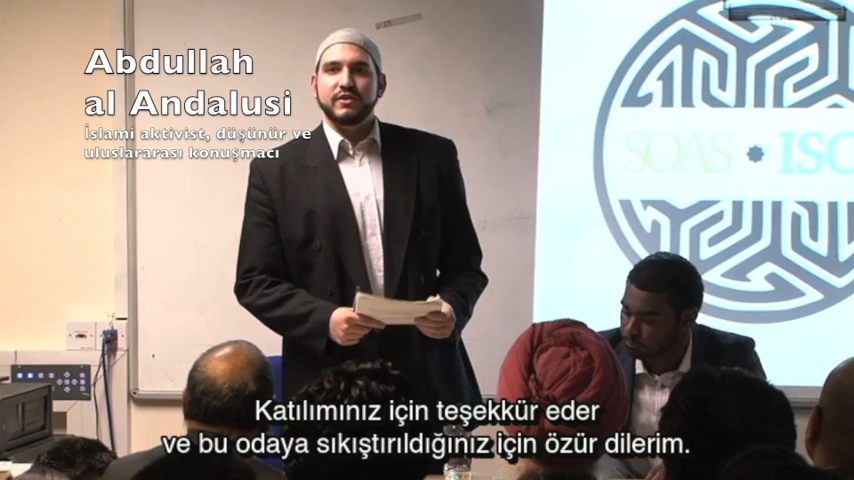 Abdullah
al Andalusi
İslami aktivist, düşünür ve
uluslararası konuşmacı
SOAS • ISC
Katılımınız için teşekkür eder
ve bu odaya sıkıştırıldığınız için özür dilerim.